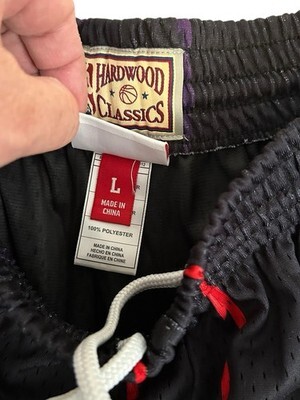 HARDWOOD
CLASSICS
L
MADE IN
CHINA
100% POLYESTER
MADE IN CHINA
HECHO EN CHINA
FABRIQUÉ EN CHINE